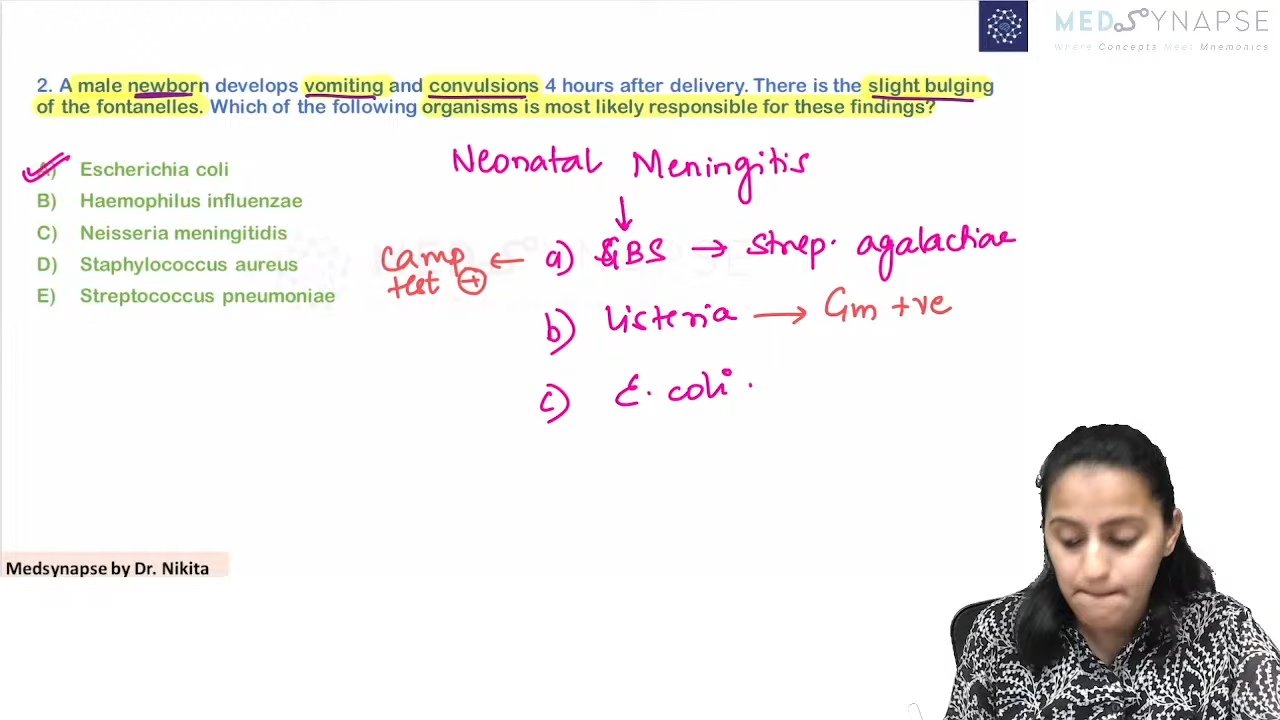 MEDSYNAPSE
Where Concepts Meet Mnemonics
2. A male newborn develops vomiting and convulsions 4 hours after delivery. There is the slight bulging
of the fontanelles. Which of the following organisms is most likely responsible for these findings?
A) Escherichia coli
B) Haemophilus influenzae
C) Neisseria meningitidis
D) Staphylococcus aureus
E) Streptococcus pneumoniae
Neonatal Meningitis
a) GBS → Strep. agalactiae
camp test +
b) Listeria → Gm +ve
c) E. coli.
Medsynapse by Dr. Nikita